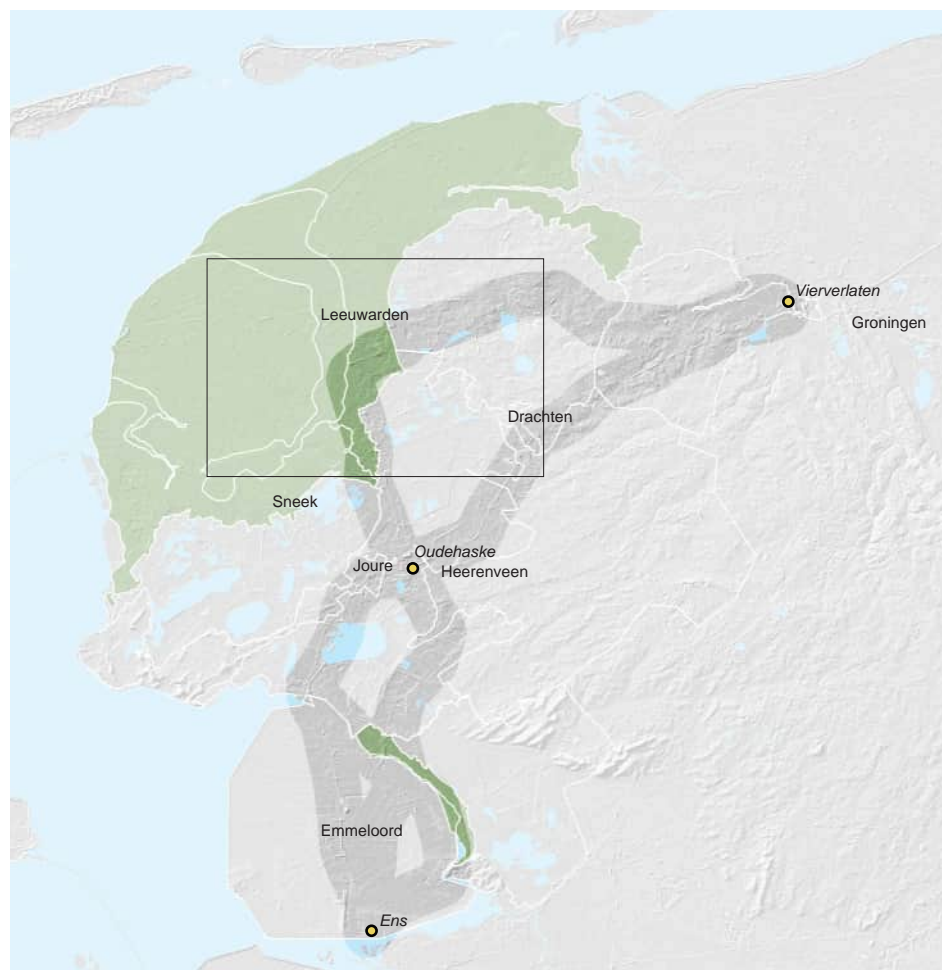 Vierverlaten
Leeuwarden
Groningen
Drachten
Sneek
Oudehaske
Joure
Heerenveen
Emmeloord
Ens